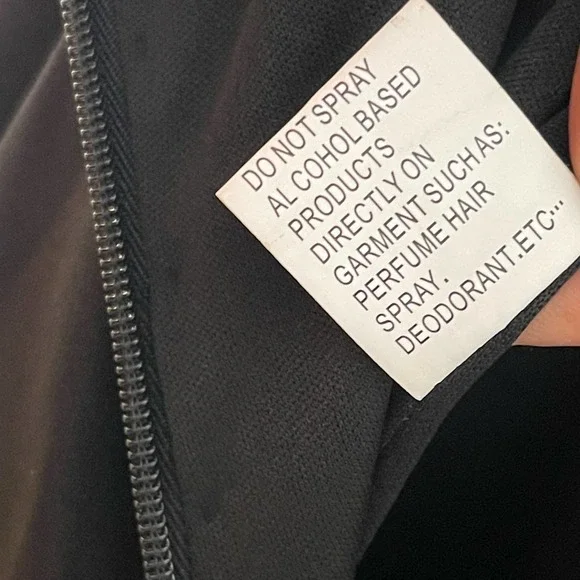 DO NOT SPRAY
AL COHOL BASED
PRODUCTS
DIRECTLY ON
GARMENT SUCH AS:
PERFUME HAIR
SPRAY.
DEODORANT.ETC···